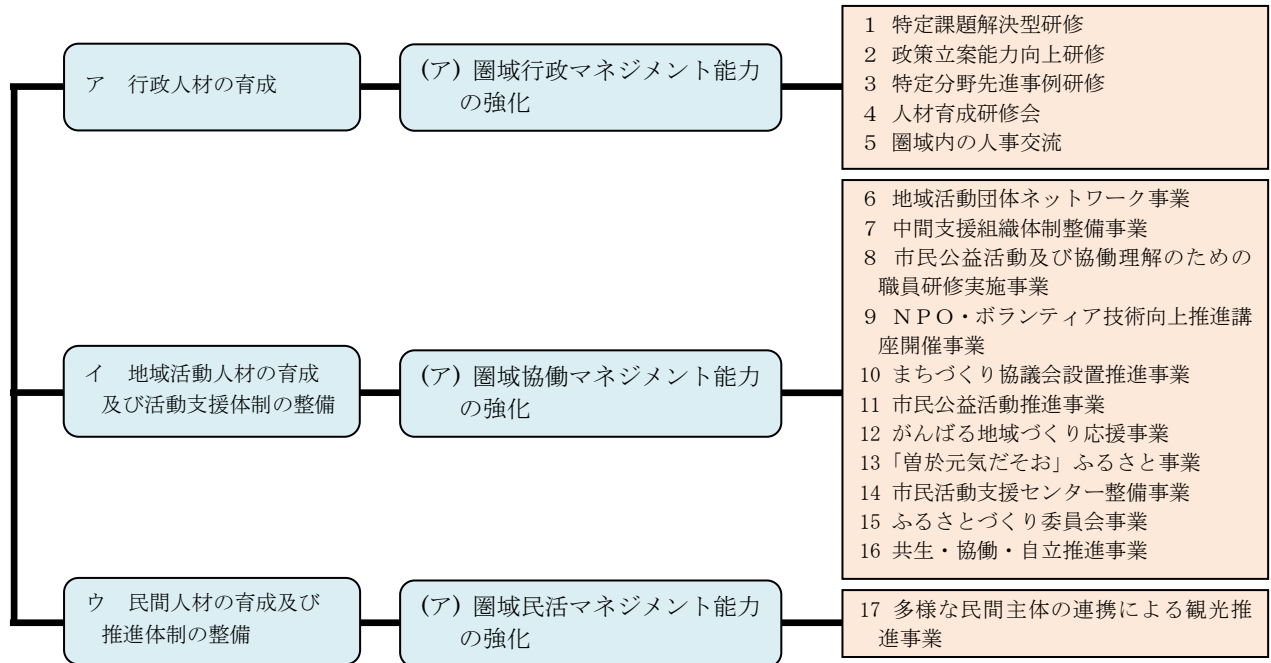 ア　行政人材の育成
(ア) 圏域行政マネジメント能力
の強化
1 特定課題解決型研修
2 政策立案能力向上研修
3 特定分野先進事例研修
4 人材育成研修会
5 圏域内の人事交流
イ　地域活動人材の育成
及び活動支援体制の整備
(ア) 圏域協働マネジメント能力
の強化
6 地域活動団体ネットワーク事業
7 中間支援組織体制整備事業
8 市民公益活動及び協働理解のための
職員研修実施事業
9 ＮＰＯ・ボランティア技術向上推進講
座開催事業
10 まちづくり協議会設置推進事業
11 市民公益活動推進事業
12 がんばる地域づくり応援事業
13「曽於元気だそお」ふるさと事業
14 市民活動支援センター整備事業
15 ふるさとづくり委員会事業
16 共生・協働・自立推進事業
ウ　民間人材の育成及び
推進体制の整備
(ア) 圏域民活マネジメント能力
の強化
17 多様な民間主体の連携による観光推
進事業